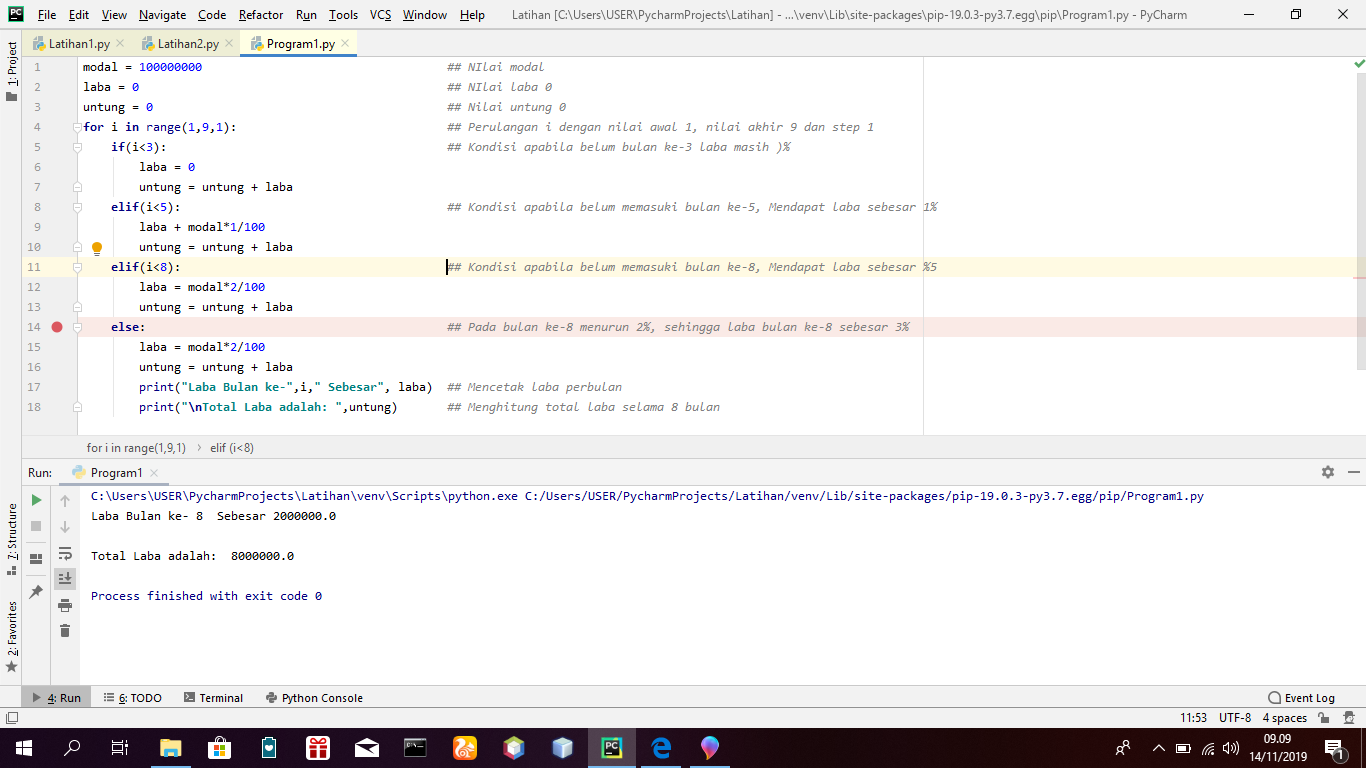 PC File Edit View Navigate Code Refactor Run Tools VCS Window Help Latihan [C:\Users\USER\PycharmProjects\Latihan] - ...\venv\Lib\site-packages\pip-19.0.3-py3.7.egg\pip\Program1.py - PyCharm
Latihan1.py Latihan2.py Program1.py
1: Project
1 modal = 100000000 ## NIlai modal
2 laba = 0 ## NIlai laba 0
3 untung = 0 ## Nilai untung 0
4 for i in range(1,9,1): ## Perulangan i dengan nilai awal 1, nilai akhir 9 dan step 1
5 if(i<3): ## Kondisi apabila belum bulan ke-3 laba masih )%
6 laba = 0
7 untung = untung + laba
8 elif(i<5): ## Kondisi apabila belum memasuki bulan ke-5, Mendapat laba sebesar 1%
9 laba + modal*1/100
10 untung = untung + laba
11 elif(i<8): ## Kondisi apabila belum memasuki bulan ke-8, Mendapat laba sebesar %5
12 laba = modal*2/100
13 untung = untung + laba
14 else: ## Pada bulan ke-8 menurun 2%, sehingga laba bulan ke-8 sebesar 3%
15 laba = modal*2/100
16 untung = untung + laba
17 print("Laba Bulan ke-",i," Sebesar", laba) ## Mencetak laba perbulan
18 print("\nTotal Laba adalah: ",untung) ## Menghitung total laba selama 8 bulan
for i in range(1,9,1) › elif (i<8)
Run: Program1
C:\Users\USER\PycharmProjects\Latihan\venv\Scripts\python.exe C:/Users/USER/PycharmProjects/Latihan/venv/Lib/site-packages/pip-19.0.3-py3.7.egg/pip/Program1.py
Laba Bulan ke- 8  Sebesar 2000000.0
Total Laba adalah:  8000000.0
Process finished with exit code 0
7: Structure
2: Favorites
4: Run 6: TODO Terminal Python Console Event Log
11:53 UTF-8 4 spaces
PC 09.09
14/11/2019 1